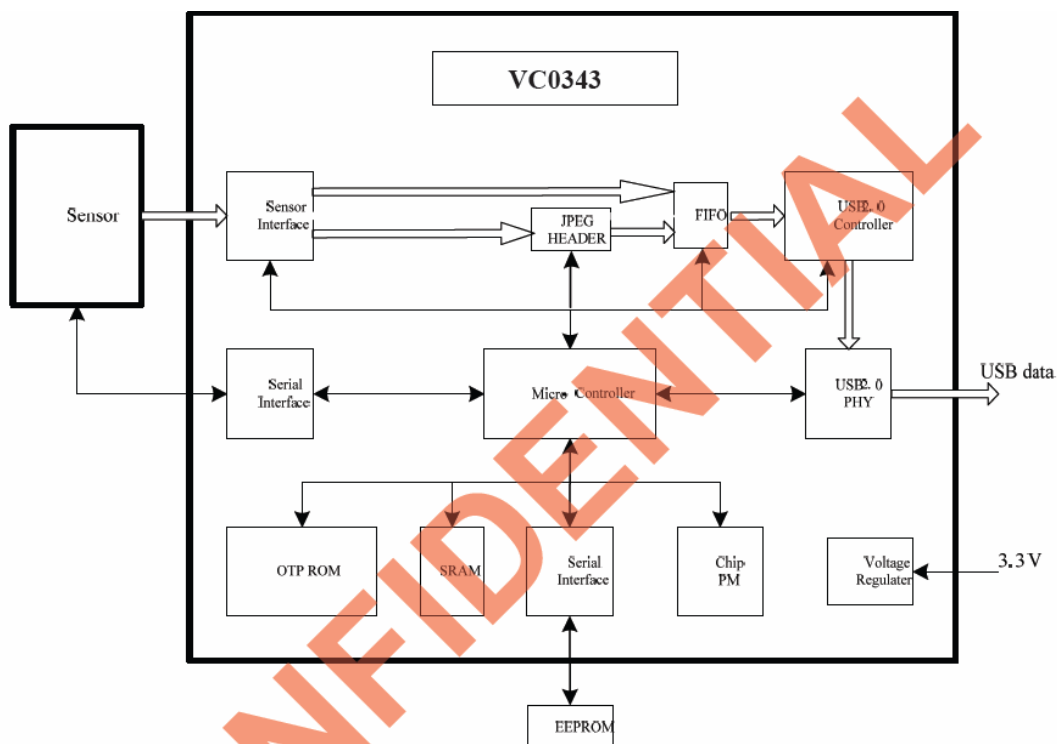 VC0343
Sensor
Sensor
Interface
JPEG
HEADER
FIFO
USB2.0
Controller
Serial
Interface
Micro- Controller
USB2.0
PHY
USB data
OTP ROM
SRAM
Serial
Interface
Chip
PM
Voltage
Regulater
3.3V
EEPROM
NFIDENTIAL